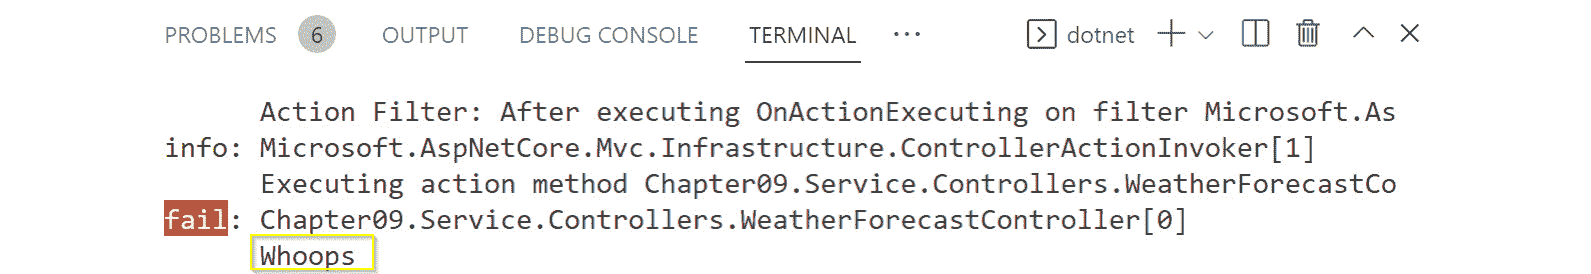 PROBLEMS 6 OUTPUT DEBUG CONSOLE TERMINAL ··· dotnet
Action Filter: After executing OnActionExecuting on filter Microsoft.As
info: Microsoft.AspNetCore.Mvc.Infrastructure.ControllerActionInvoker[1]
Executing action method Chapter09.Service.Controllers.WeatherForecastCo
fail: Chapter09.Service.Controllers.WeatherForecastController[0]
Whoops